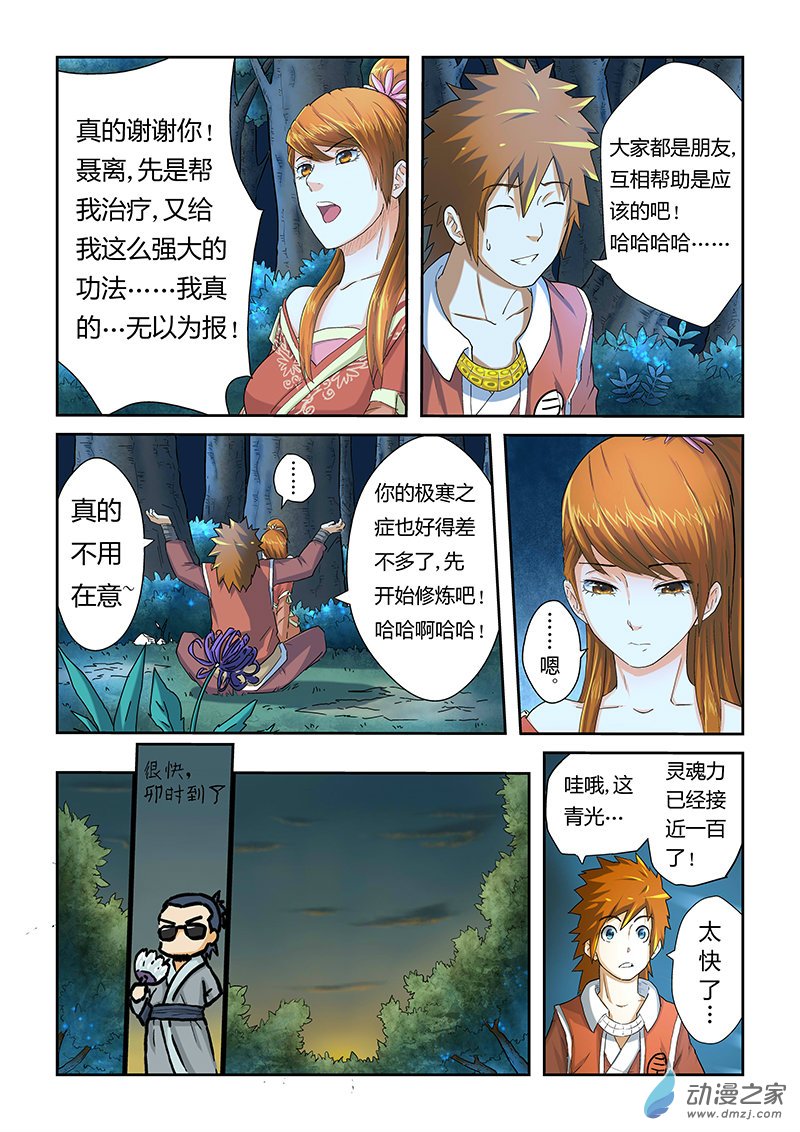 真的谢谢你!
聂离,先是帮
我治疗,又给
我这么强大的
功法……我真
的…无以为报!
大家都是朋友,
互相帮助是应
该的吧!
哈哈哈哈……
真的
不用
在意~
……
你的极寒之
症也好得差
不多了,先
开始修炼吧!
哈哈啊哈哈!
……嗯。
很快,
卯时到了
哇哦,这
青光…
灵魂力
已经接
近一百
了!
太
快了…
动漫之家
www.dmzj.com